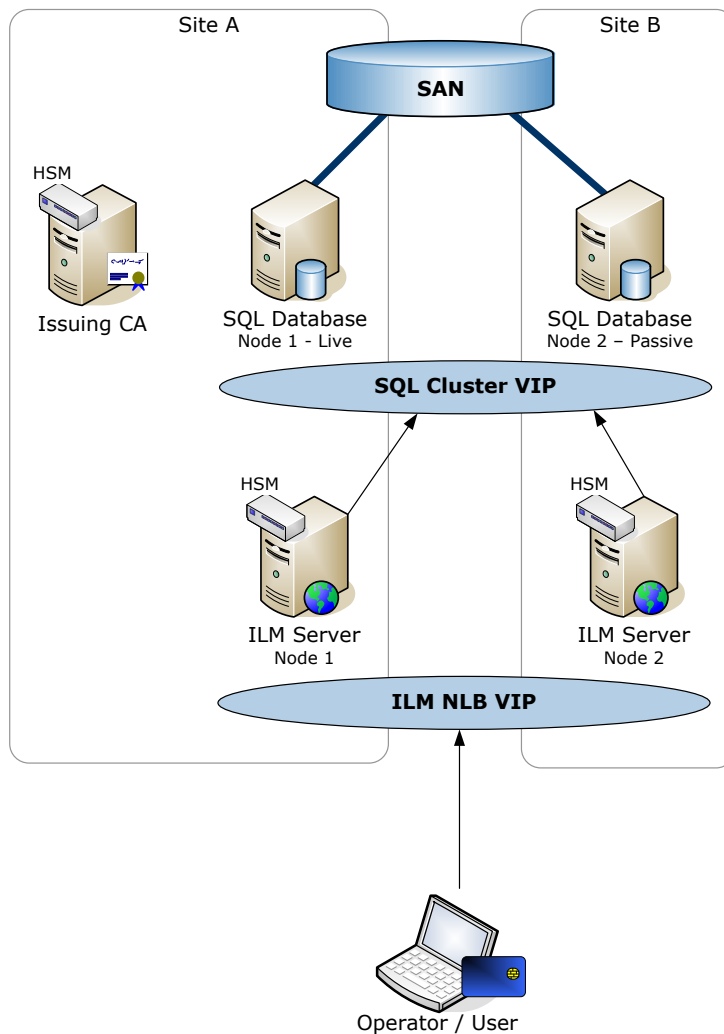 Site A
Site B
SAN
HSM
Issuing CA
SQL Database
Node 1 - Live
SQL Database
Node 2 – Passive
SQL Cluster VIP
HSM
ILM Server
Node 1
HSM
ILM Server
Node 2
ILM NLB VIP
Operator / User